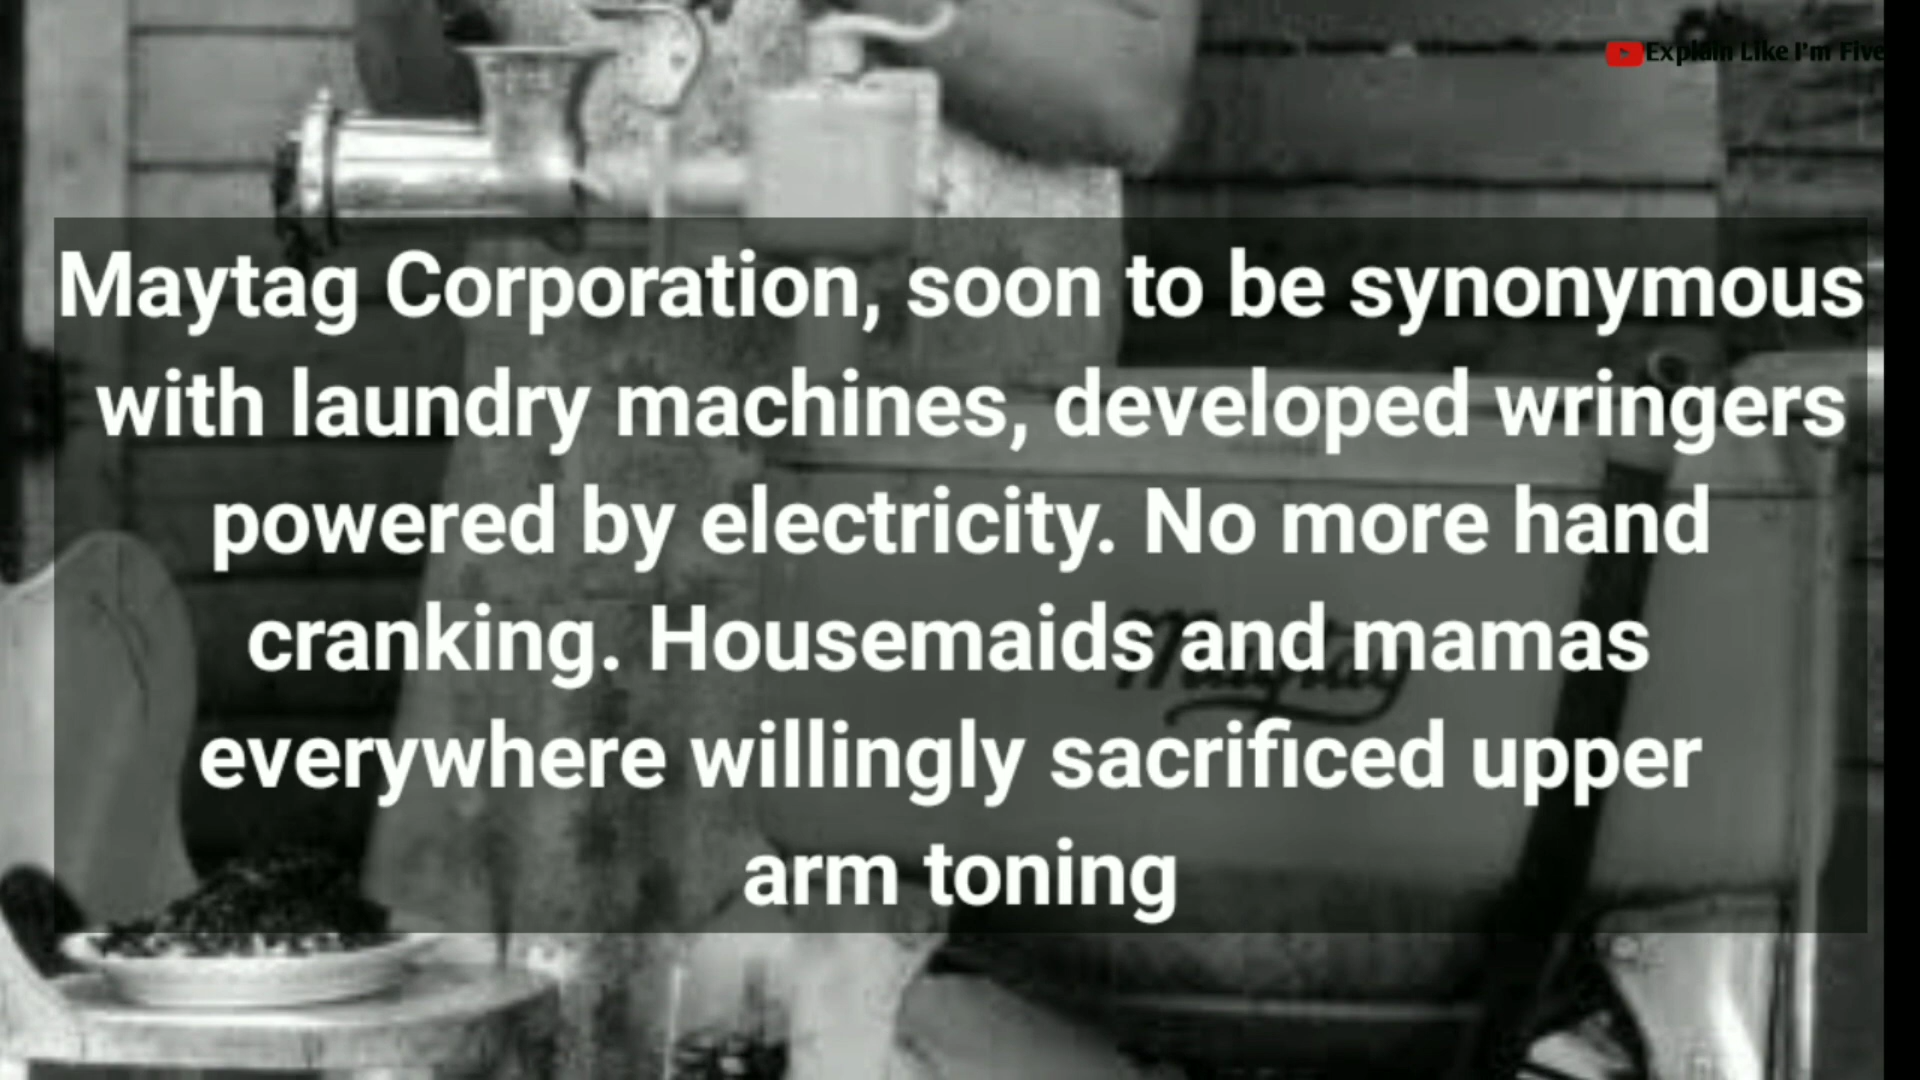 Explain Like I'm Five
Maytag Corporation, soon to be synonymous
with laundry machines, developed wringers
powered by electricity. No more hand
cranking. Housemaids and mamas
everywhere willingly sacrificed upper
arm toning
Maytag